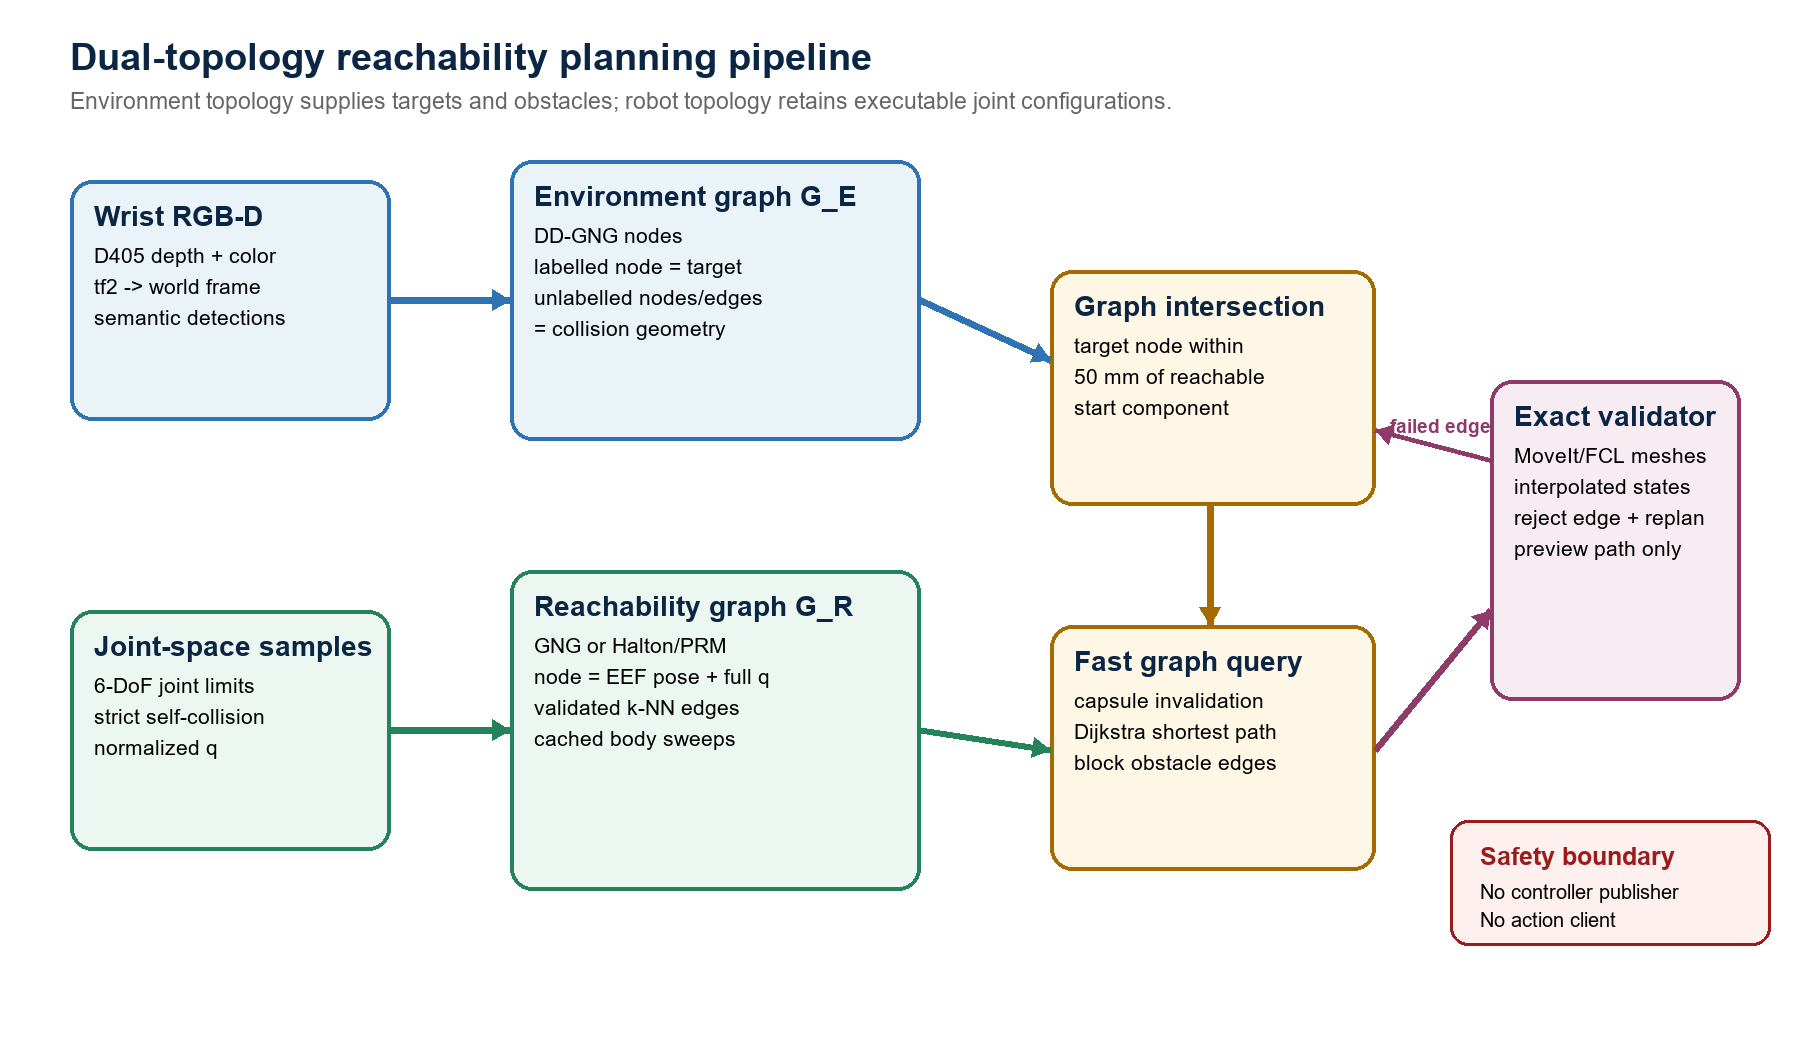 Dual-topology reachability planning pipeline
Environment topology supplies targets and obstacles; robot topology retains executable joint configurations.
Wrist RGB-D
D405 depth + color
tf2 -> world frame
semantic detections
Environment graph G_E
DD-GNG nodes
labelled node = target
unlabelled nodes/edges
= collision geometry
Graph intersection
target node within
50 mm of reachable
start component
failed edge
Exact validator
MoveIt/FCL meshes
interpolated states
reject edge + replan
preview path only
Joint-space samples
6-DoF joint limits
strict self-collision
normalized q
Reachability graph G_R
GNG or Halton/PRM
node = EEF pose + full q
validated k-NN edges
cached body sweeps
Fast graph query
capsule invalidation
Dijkstra shortest path
block obstacle edges
Safety boundary
No controller publisher
No action client